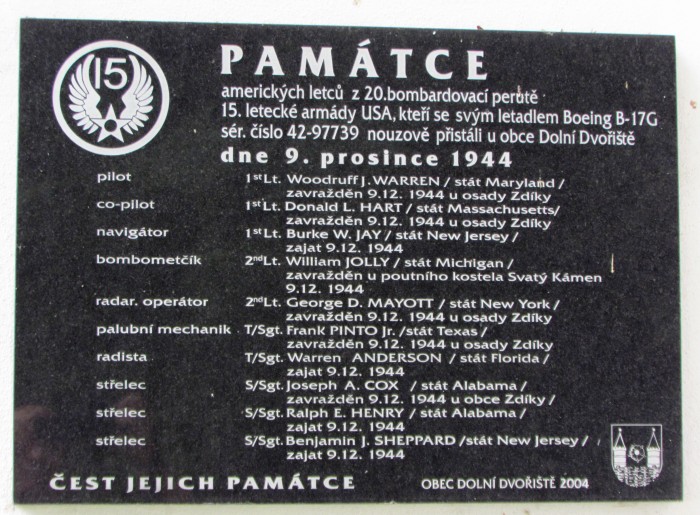 15
PAMÁTCE
amerických letců z 20.bombardovací perutě
15. letecké armády USA, kteří se svým letadlem Boeing B-17G
sér. číslo 42-97739 nouzově přistáli u obce Dolní Dvořiště
dne 9. prosince 1944
pilot 1stLt. Woodruff J. WARREN / stát Maryland /
zavražděn 9.12. 1944 u osady Zdíky
co-pilot 1stLt. Donald L. HART / stát Massachusetts/
zavražděn 9.12. 1944 u osady Zdíky
navigátor 1stLt. Burke W. JAY / stát New Jersey /
zajat 9.12. 1944
bombometčík 2ndLt. William JOLLY / stát Michigan /
zavražděn u poutního kostela Svatý Kámen
9.12. 1944
radar. operátor 2ndLt. George D. MAYOTT / stát New York /
zavražděn 9.12. 1944 u osady Zdíky
palubní mechanik T/Sgt. Frank PINTO Jr. /stát Texas /
zavražděn 9.12. 1944 u osady Zdíky
radista T/Sgt. Warren ANDERSON / stát Florida /
zajat 9.12. 1944
střelec S/Sgt. Joseph A. COX / stát Alabama /
zavražděn 9.12. 1944 u obce Zdíky /
střelec S/Sgt. Ralph E. HENRY / stát Alabama /
zajat 9.12. 1944
střelec S/Sgt. Benjamin J. SHEPPARD /stát New Jersey /
zajat 9.12. 1944
ČEST JEJICH PAMÁTCE OBEC DOLNÍ DVOŘIŠTĚ 2004